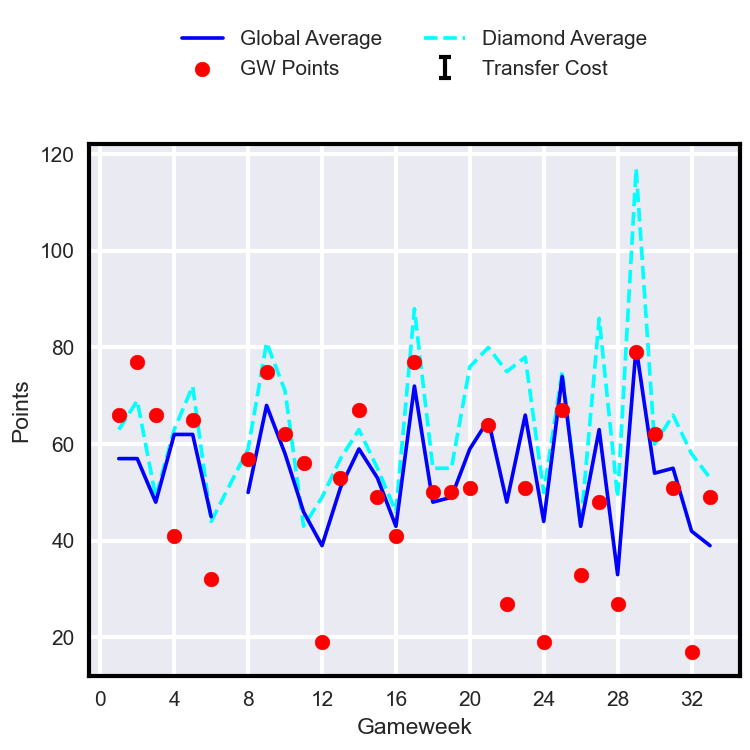 Global Average
Diamond Average
GW Points
Transfer Cost
120
100
80
60
40
20
Points
0 4 8 12 16 20 24 28 32
Gameweek